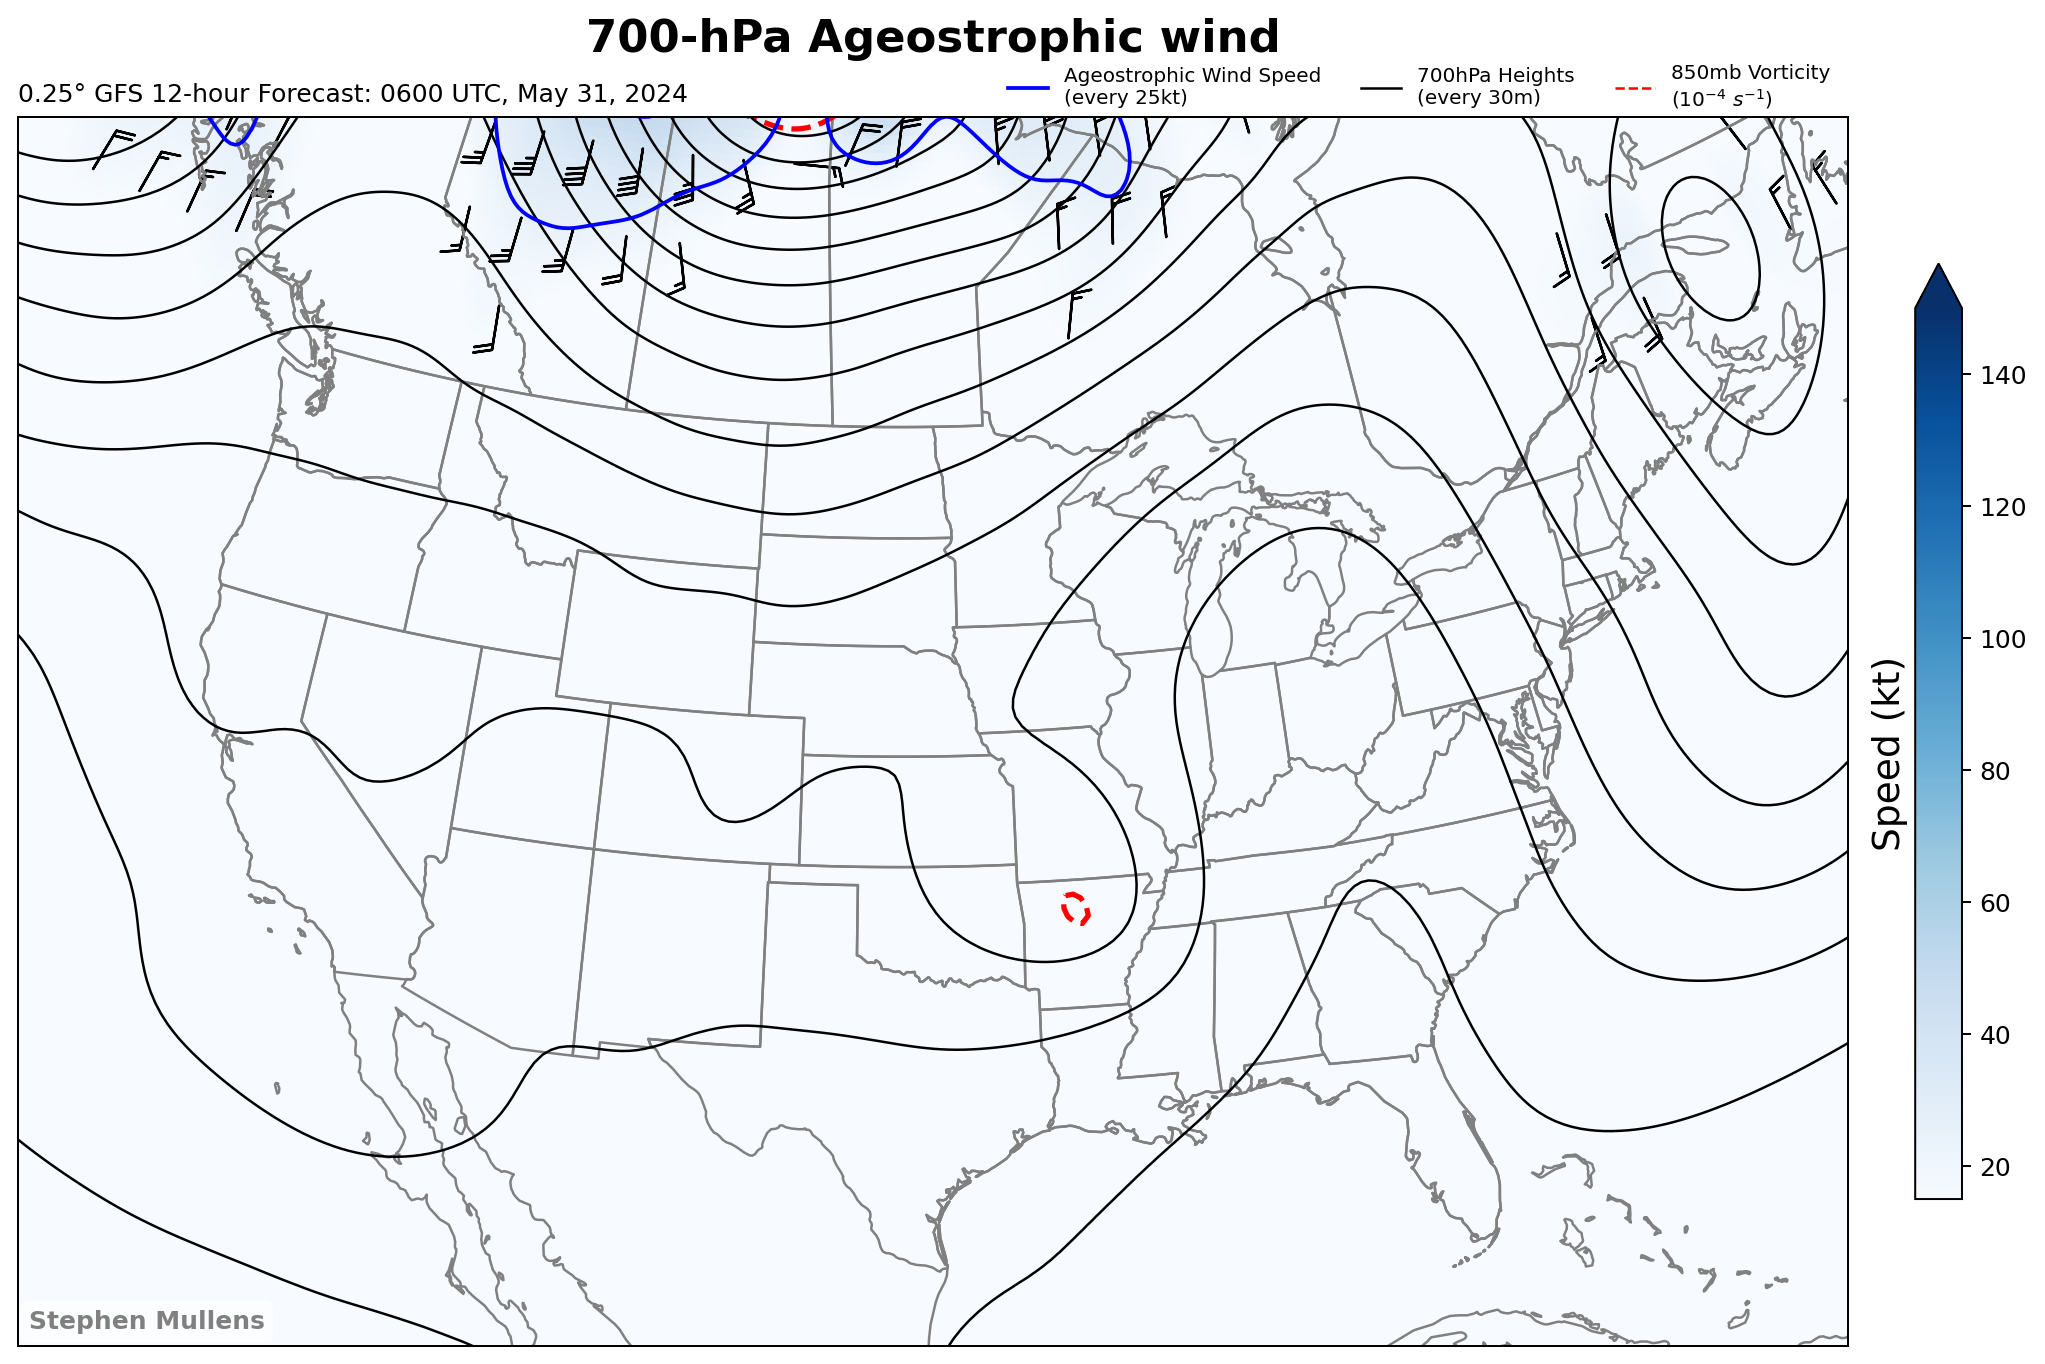 700-hPa Ageostrophic wind
0.25° GFS 12-hour Forecast: 0600 UTC, May 31, 2024
Ageostrophic Wind Speed
(every 25kt)
700hPa Heights
(every 30m)
850mb Vorticity
(10⁻⁴ s⁻¹)
140
120
100
80
60
40
20
Speed (kt)
Stephen Mullens